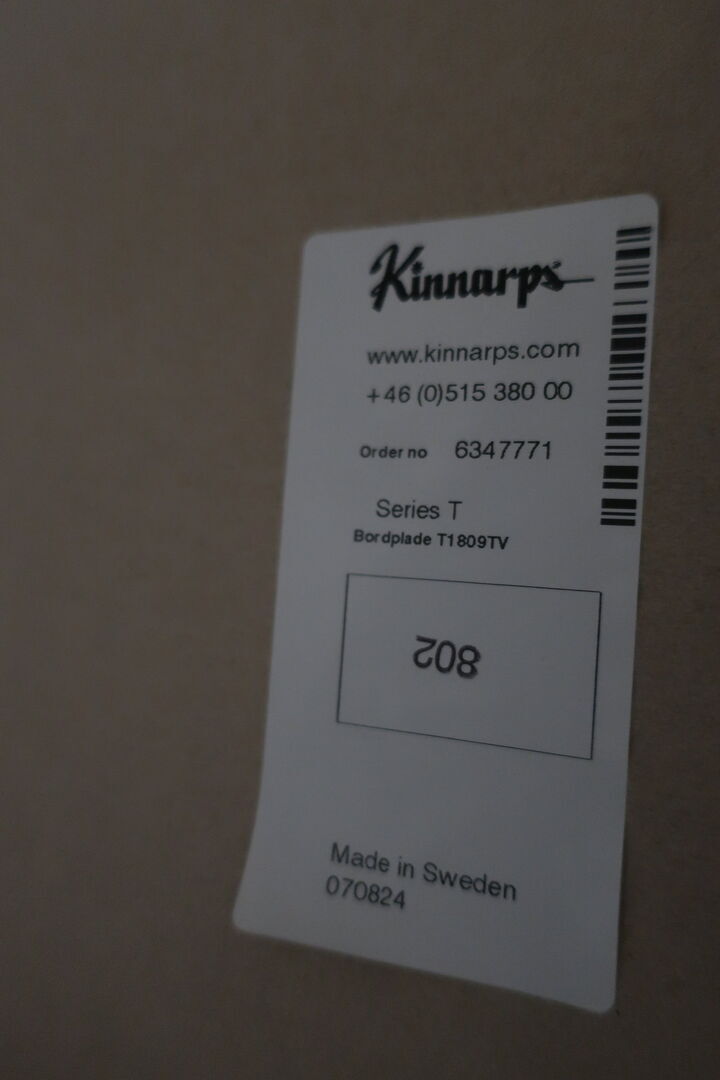 Kinnarps
www.kinnarps.com
+46 (0)515 380 00
Order no 6347771
Series T
Bordplade T1809TV
802
Made in Sweden
070824